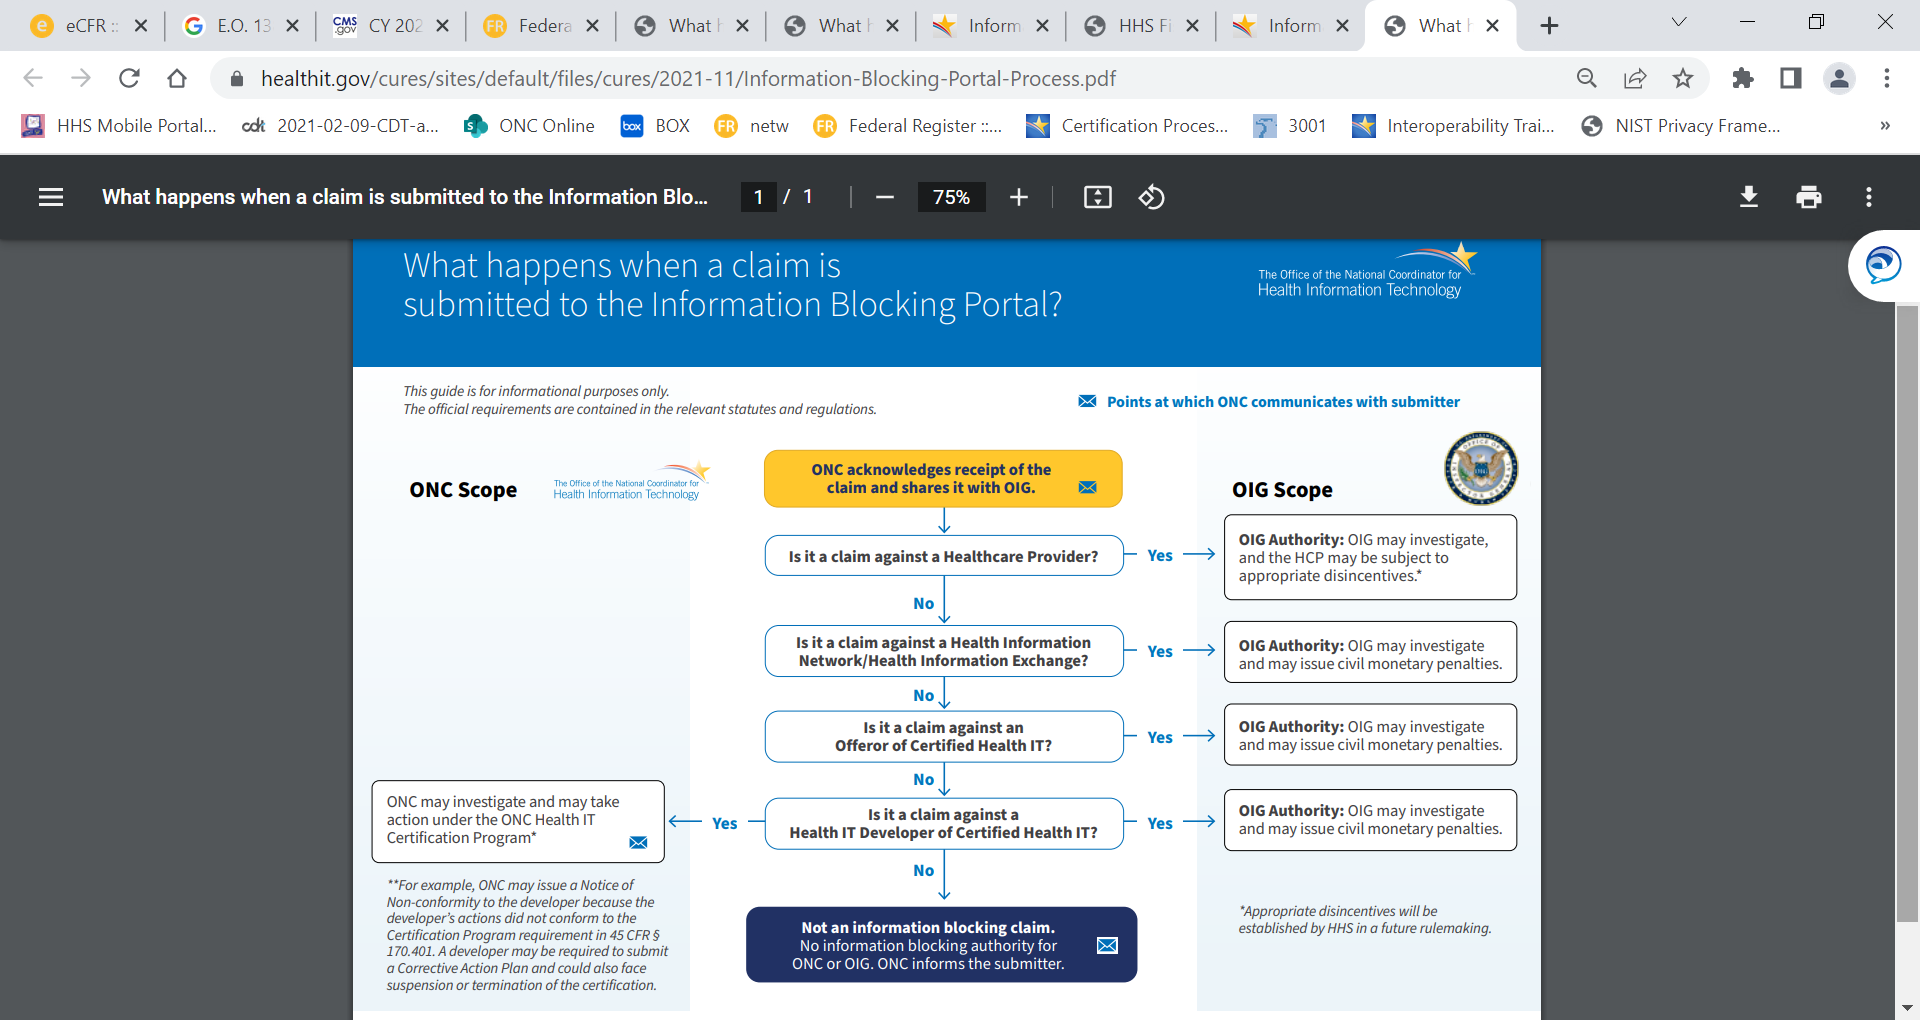 eCFR ::
E.O. 13
CMS .gov
CY 202
FR
Federa
What h
What h
Inform
HHS Fi
Inform
What h
healthit.gov/cures/sites/default/files/cures/2021-11/Information-Blocking-Portal-Process.pdf
HHS Mobile Portal...
cdt
2021-02-09-CDT-a...
ONC Online
box
BOX
FR
netw
FR
Federal Register ::...
Certification Proces...
3001
Interoperability Trai...
NIST Privacy Frame...
»
What happens when a claim is submitted to the Information Blo...
1 / 1
75%
What happens when a claim is
submitted to the Information Blocking Portal?
The Office of the National Coordinator for
Health Information Technology
This guide is for informational purposes only.
The official requirements are contained in the relevant statutes and regulations.
Points at which ONC communicates with submitter
ONC Scope
The Office of the National Coordinator for
Health Information Technology
ONC acknowledges receipt of the
claim and shares it with OIG.
OIG Scope
Is it a claim against a Healthcare Provider?
Yes
OIG Authority: OIG may investigate,
and the HCP may be subject to
appropriate disincentives.*
No
Is it a claim against a Health Information
Network/Health Information Exchange?
Yes
OIG Authority: OIG may investigate
and may issue civil monetary penalties.
No
Is it a claim against an
Offeror of Certified Health IT?
Yes
OIG Authority: OIG may investigate
and may issue civil monetary penalties.
No
ONC may investigate and may take
action under the ONC Health IT
Certification Program*
Yes
Is it a claim against a
Health IT Developer of Certified Health IT?
Yes
OIG Authority: OIG may investigate
and may issue civil monetary penalties.
No
**For example, ONC may issue a Notice of
Non-conformity to the developer because the
developer's actions did not conform to the
Certification Program requirement in 45 CFR §
170.401. A developer may be required to submit
a Corrective Action Plan and could also face
suspension or termination of the certification.
Not an information blocking claim.
No information blocking authority for
ONC or OIG. ONC informs the submitter.
*Appropriate disincentives will be
established by HHS in a future rulemaking.